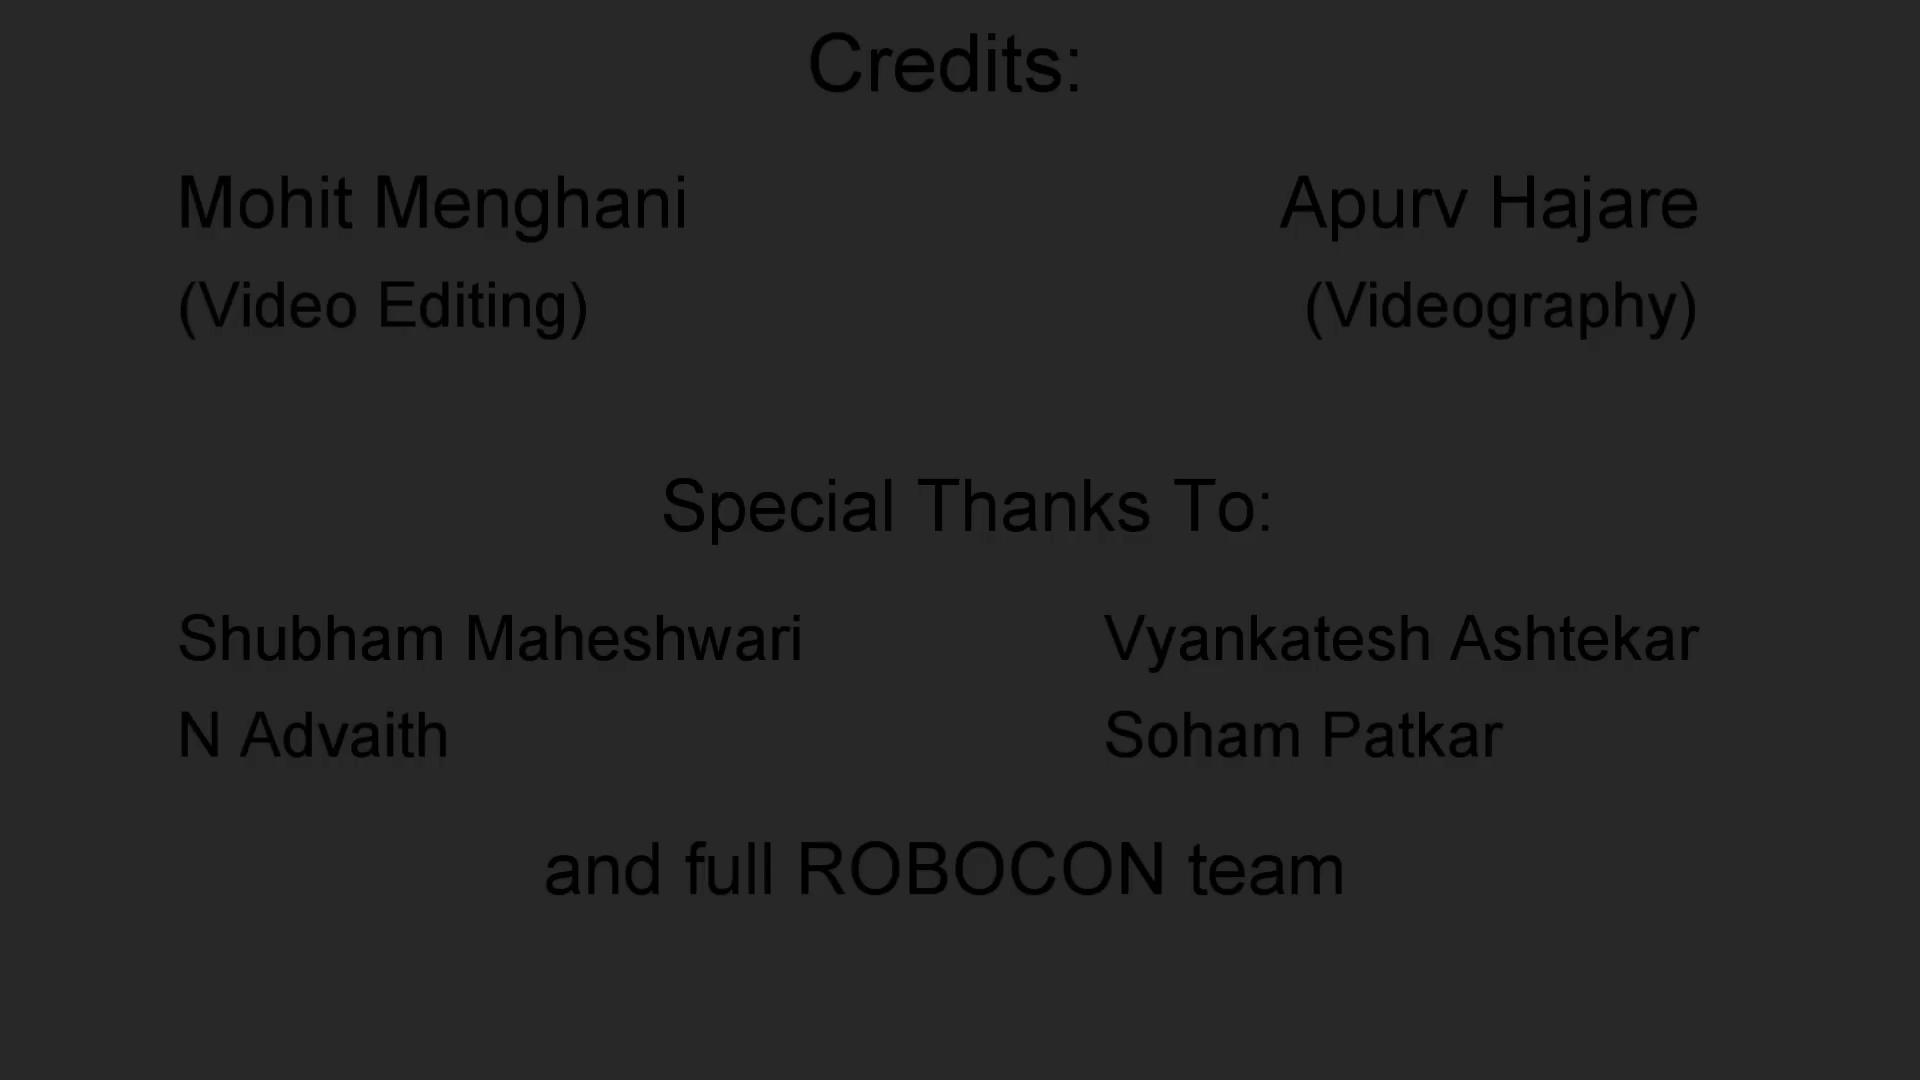 Credits:
Mohit Menghani
Apurv Hajare
(Video Editing)
(Videography)
Special Thanks To:
Shubham Maheshwari
Vyankatesh Ashtekar
N Advaith
Soham Patkar
and full ROBOCON team